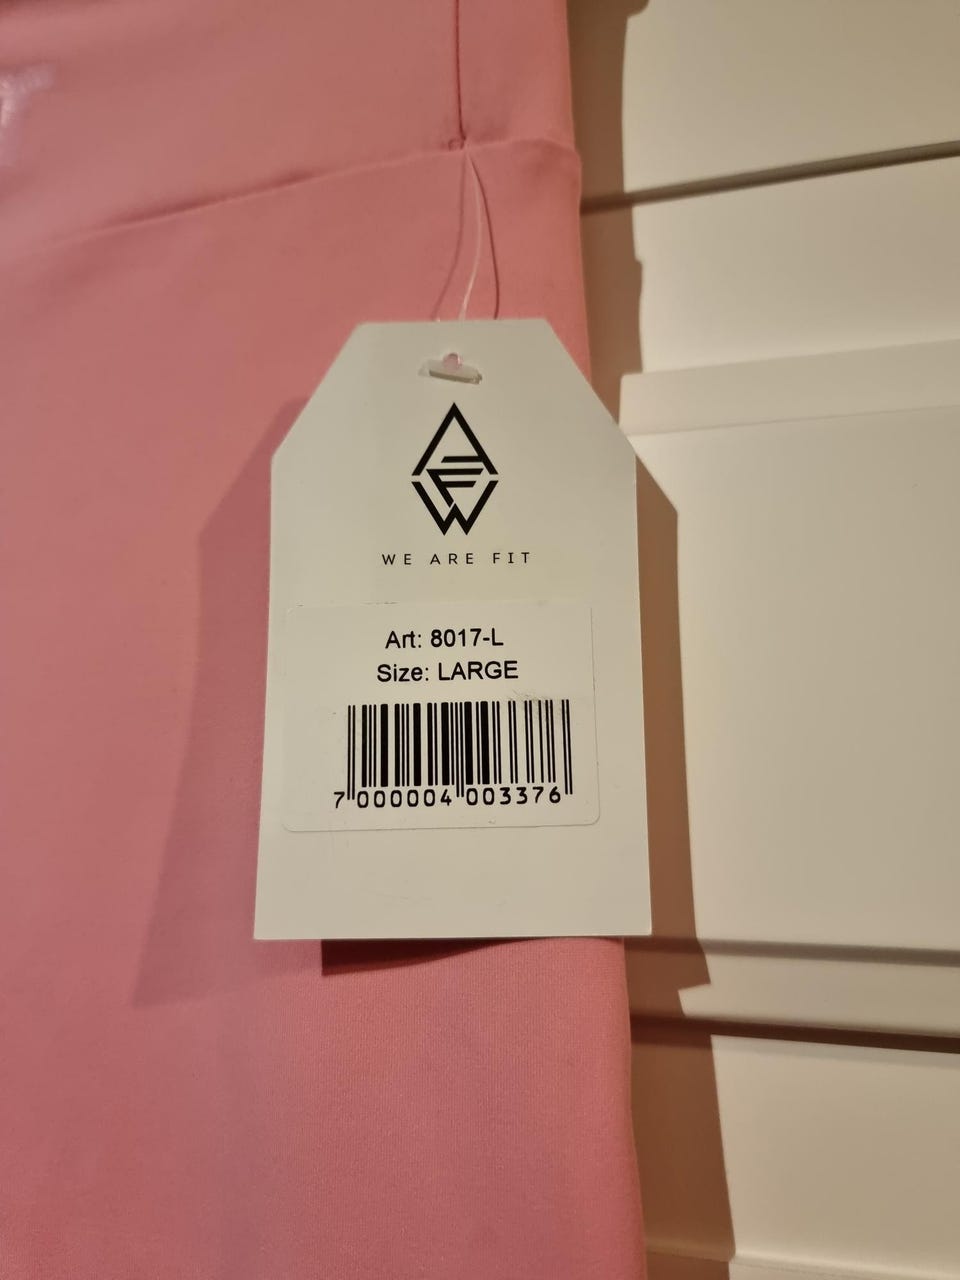 WE ARE FIT
Art: 8017-L
Size: LARGE
7 000004 003376